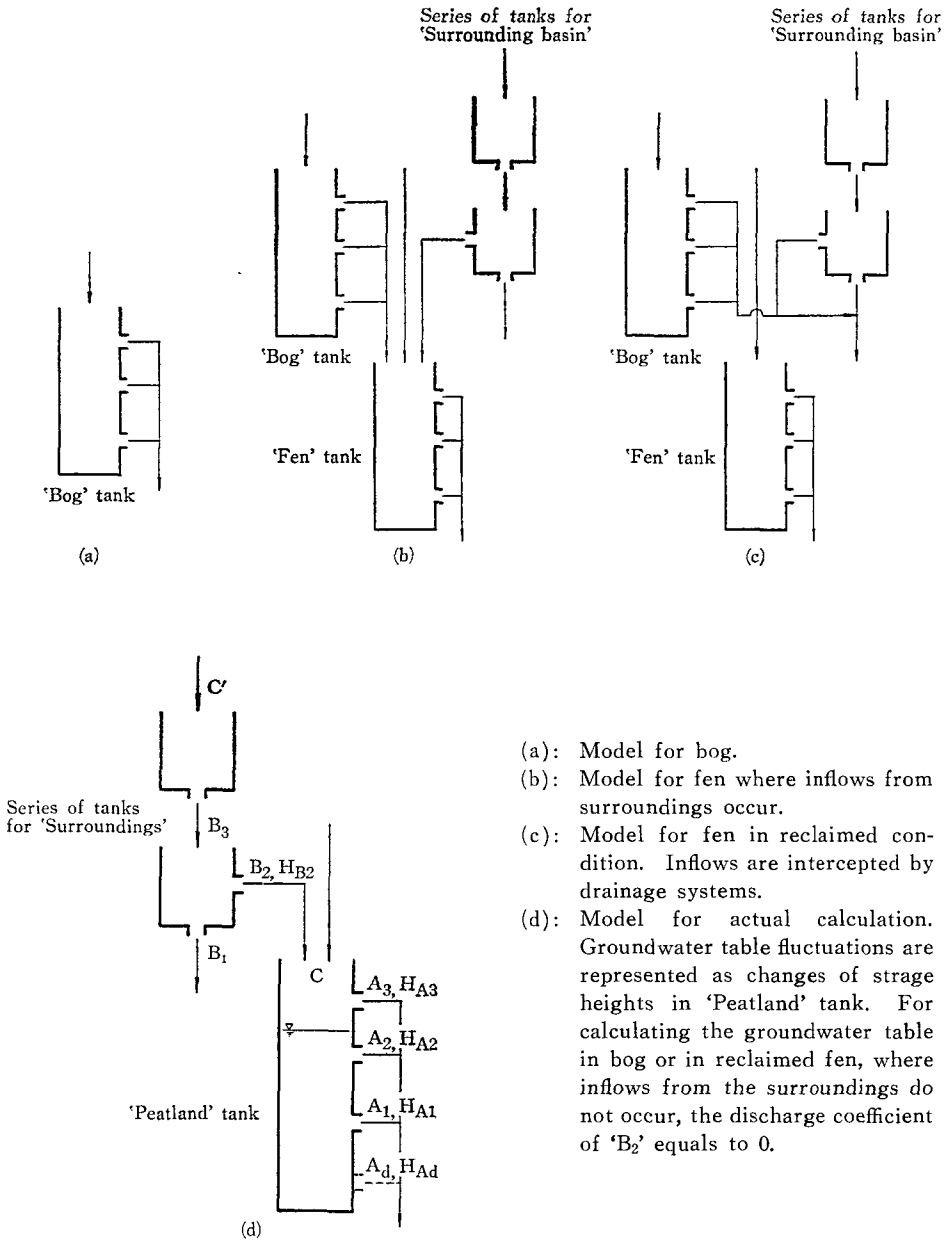 Series of tanks for
'Surrounding basin'
Series of tanks for
'Surrounding basin'
'Bog' tank
'Bog' tank
'Bog' tank
'Fen' tank
'Fen' tank
(a)
(b)
(c)
C'
Series of tanks
for 'Surroundings'
B3
B2, HB2
B1
C
A3, HA3
A2, HA2
'Peatland' tank
A1, HA1
Ad, HAd
(d)
(a): Model for bog.
(b): Model for fen where inflows from
surroundings occur.
(c): Model for fen in reclaimed con-
dition. Inflows are intercepted by
drainage systems.
(d): Model for actual calculation.
Groundwater table fluctuations are
represented as changes of strage
heights in 'Peatland' tank. For
calculating the groundwater table
in bog or in reclaimed fen, where
inflows from the surroundings do
not occur, the discharge coefficient
of 'B2' equals to 0.